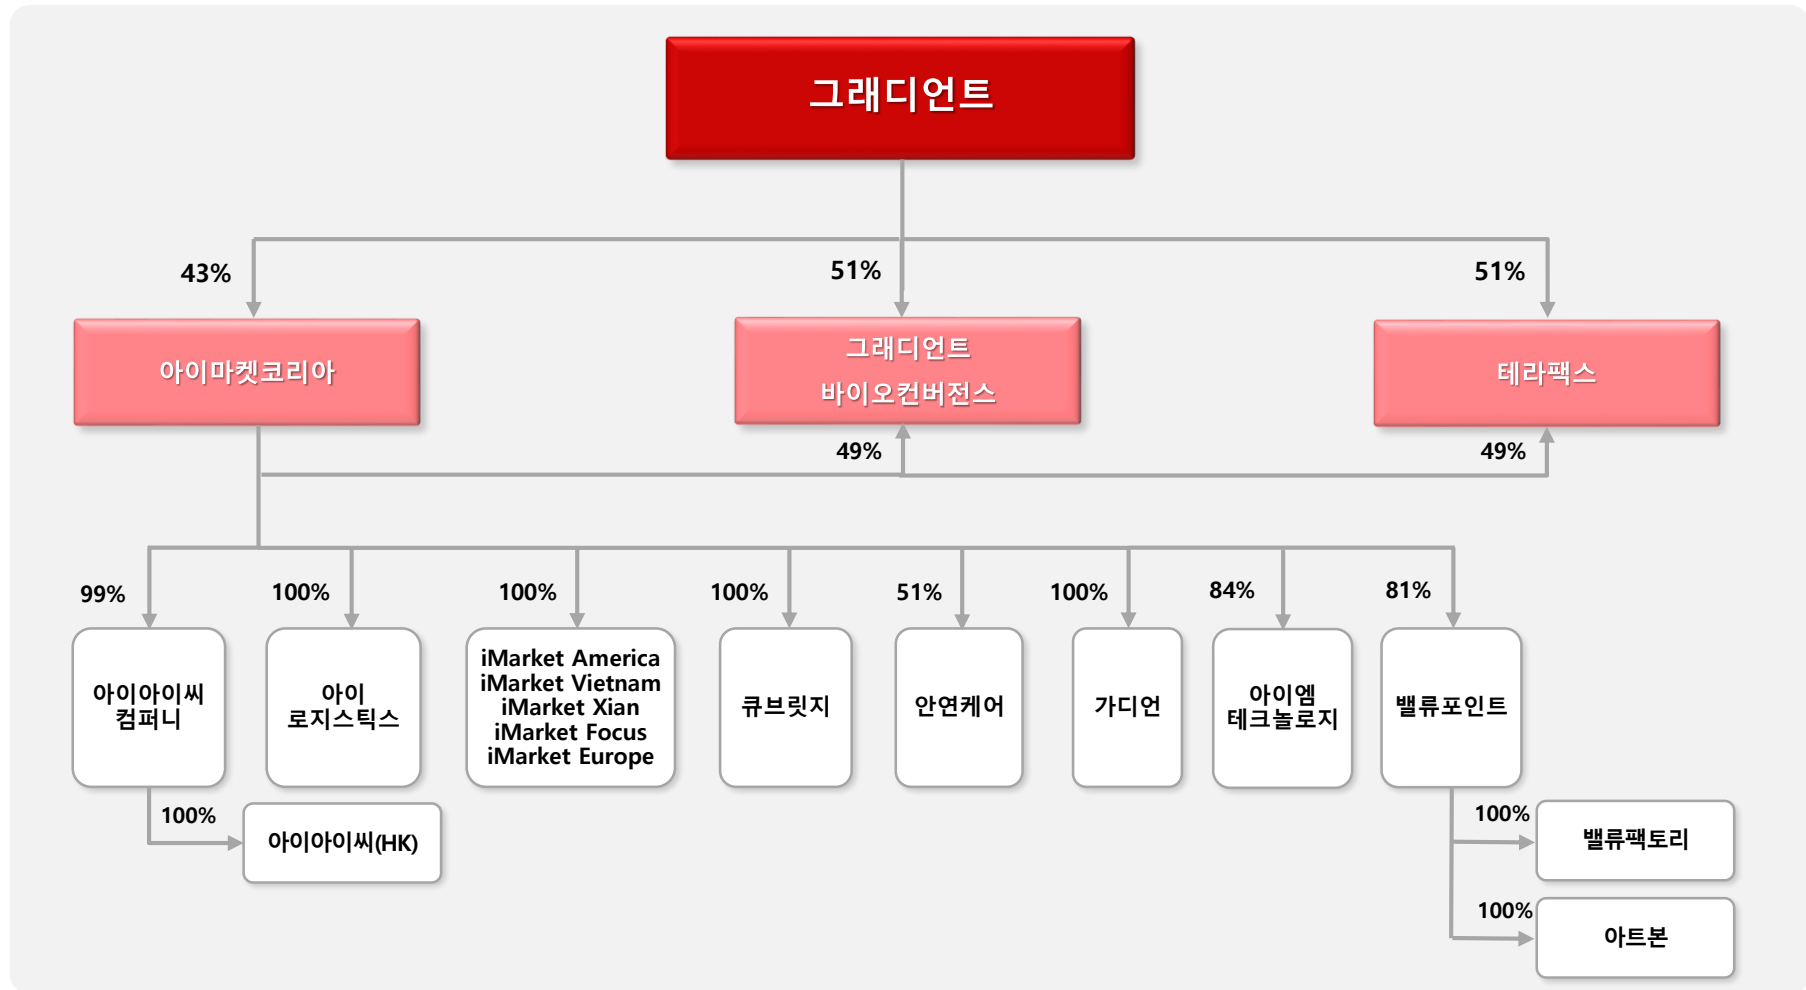 그래디언트
43%
51%
51%
아이마켓코리아
그래디언트
바이오컨버전스
테라팩스
49%
49%
99%
100%
100%
100%
51%
100%
84%
81%
아이아이씨
컴퍼니
아이
로지스틱스
iMarket America
iMarket Vietnam
iMarket Xian
iMarket Focus
iMarket Europe
큐브릿지
안연케어
가디언
아이엠
테크놀로지
밸류포인트
100%
아이아이씨(HK)
100%
밸류팩토리
100%
아트본